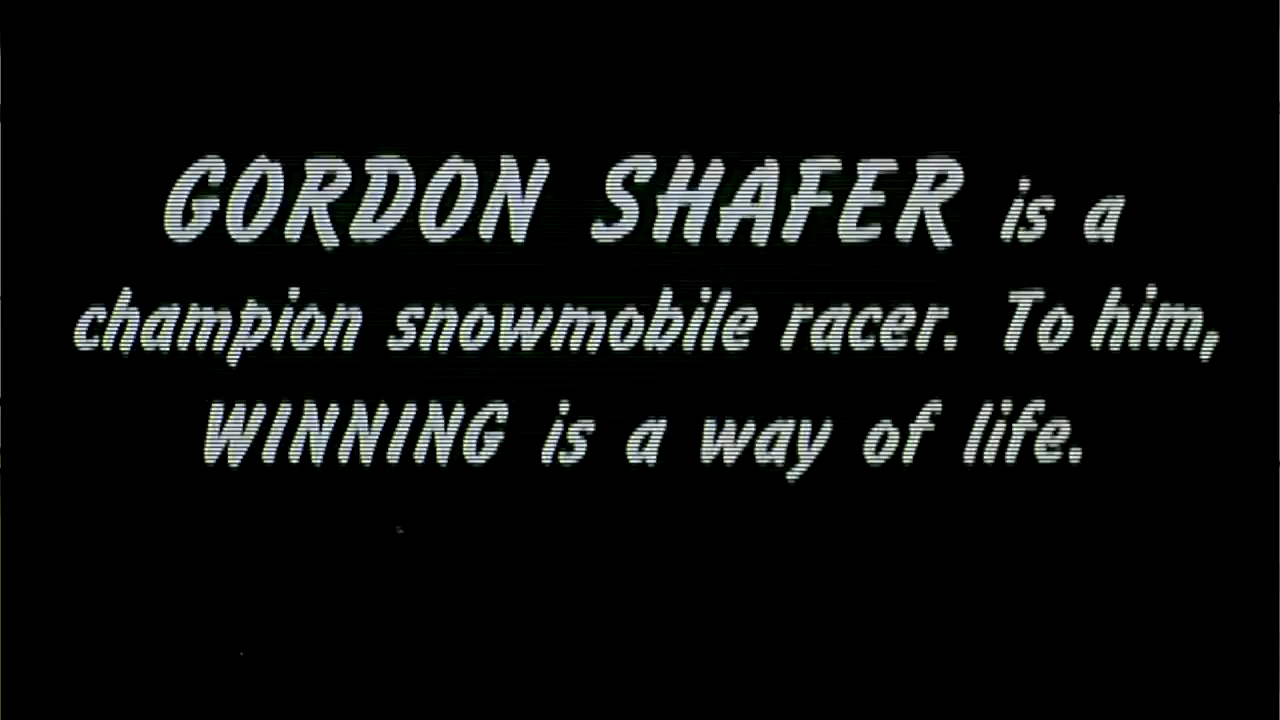 GORDON SHAFER is a
champion snowmobile racer. To him,
WINNING is a way of life.